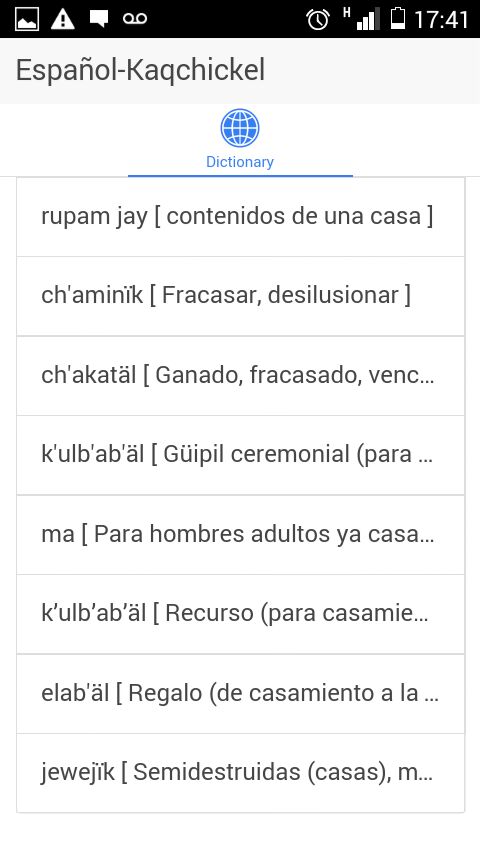 H 17:41
Español-Kaqchickel
Dictionary
rupam jay [ contenidos de una casa ]
ch'aminïk [ Fracasar, desilusionar ]
ch'akatäl [ Ganado, fracasado, venc...
k'ulb'ab'äl [ Güipil ceremonial (para ...
ma [ Para hombres adultos ya casa...
k’ulb’ab’äl [ Recurso (para casamie...
elab'äl [ Regalo (de casamiento a la ...
jewejïk [ Semidestruidas (casas), m...